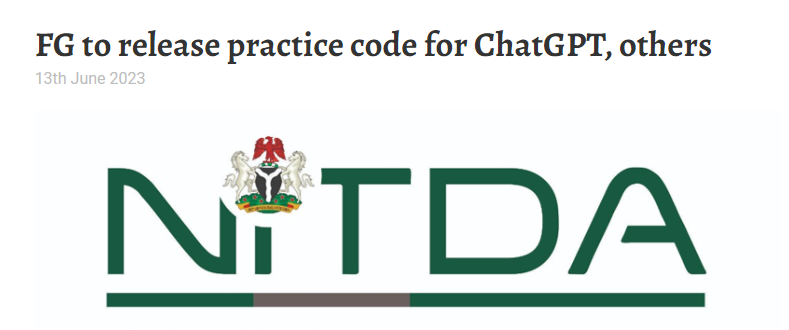 FG to release practice code for ChatGPT, others
13th June 2023
NiTDA